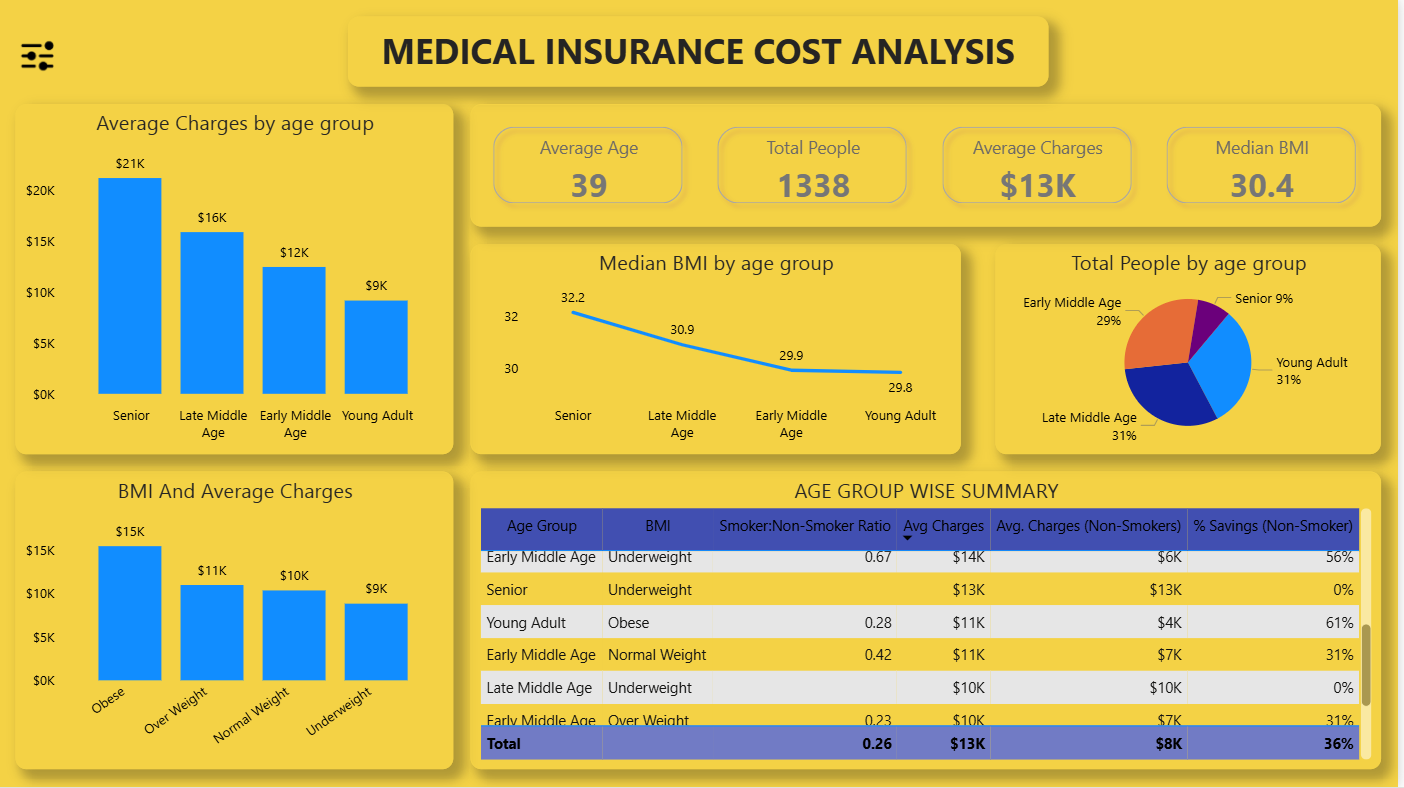 MEDICAL INSURANCE COST ANALYSIS
Average Charges by age group
$21K
$16K
$12K
$9K
$20K
$15K
$10K
$5K
$0K
Senior
Late Middle
Age
Early Middle
Age
Young Adult
Average Age
39
Total People
1338
Average Charges
$13K
Median BMI
30.4
Median BMI by age group
32.2
30.9
29.9
29.8
32
30
Senior
Late Middle
Age
Early Middle
Age
Young Adult
Total People by age group
Senior 9%
Young Adult
31%
Late Middle Age
31%
Early Middle Age
29%
BMI And Average Charges
$15K
$11K
$10K
$9K
$15K
$10K
$5K
$0K
Obese
Over Weight
Normal Weight
Underweight
AGE GROUP WISE SUMMARY
Age Group BMI Smoker:Non-Smoker Ratio Avg Charges Avg. Charges (Non-Smokers) % Savings (Non-Smoker)
Early Middle Age Underweight 0.67 $14K $6K 56%
Senior Underweight $13K $13K 0%
Young Adult Obese 0.28 $11K $4K 61%
Early Middle Age Normal Weight 0.42 $11K $7K 31%
Late Middle Age Underweight $10K $10K 0%
Early Middle Age Over Weight 0.23 $10K $7K 31%
Total 0.26 $13K $8K 36%